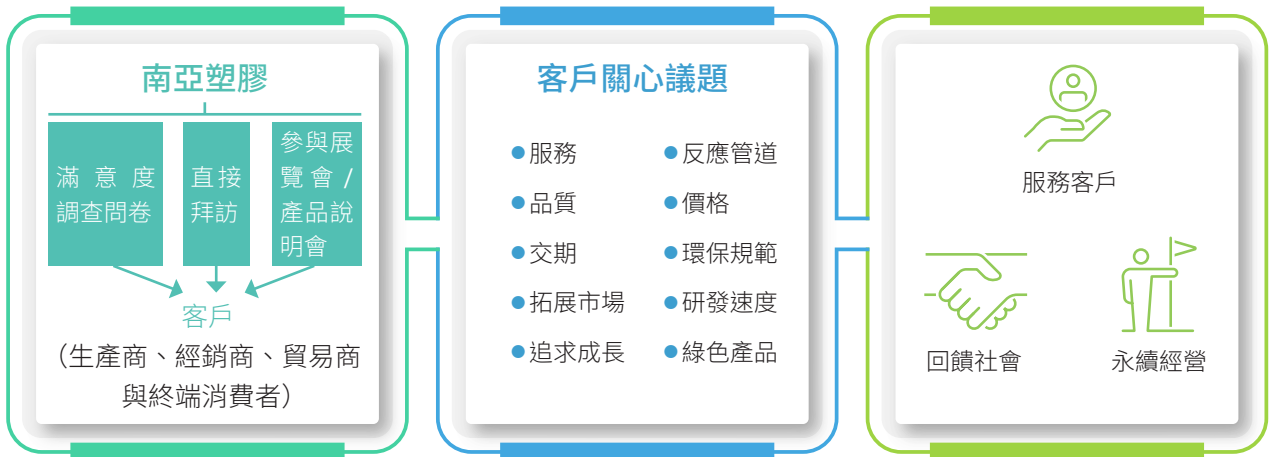 南亞塑膠
滿意度
調查問卷
直接
拜訪
參與展
覽會/
產品說
明會
客戶
（生產商、經銷商、貿易商
與終端消費者）
客戶關心議題
●服務
●品質
●交期
●拓展市場
●追求成長
●反應管道
●價格
●環保規範
●研發速度
●綠色產品
服務客戶
回饋社會
永續經營